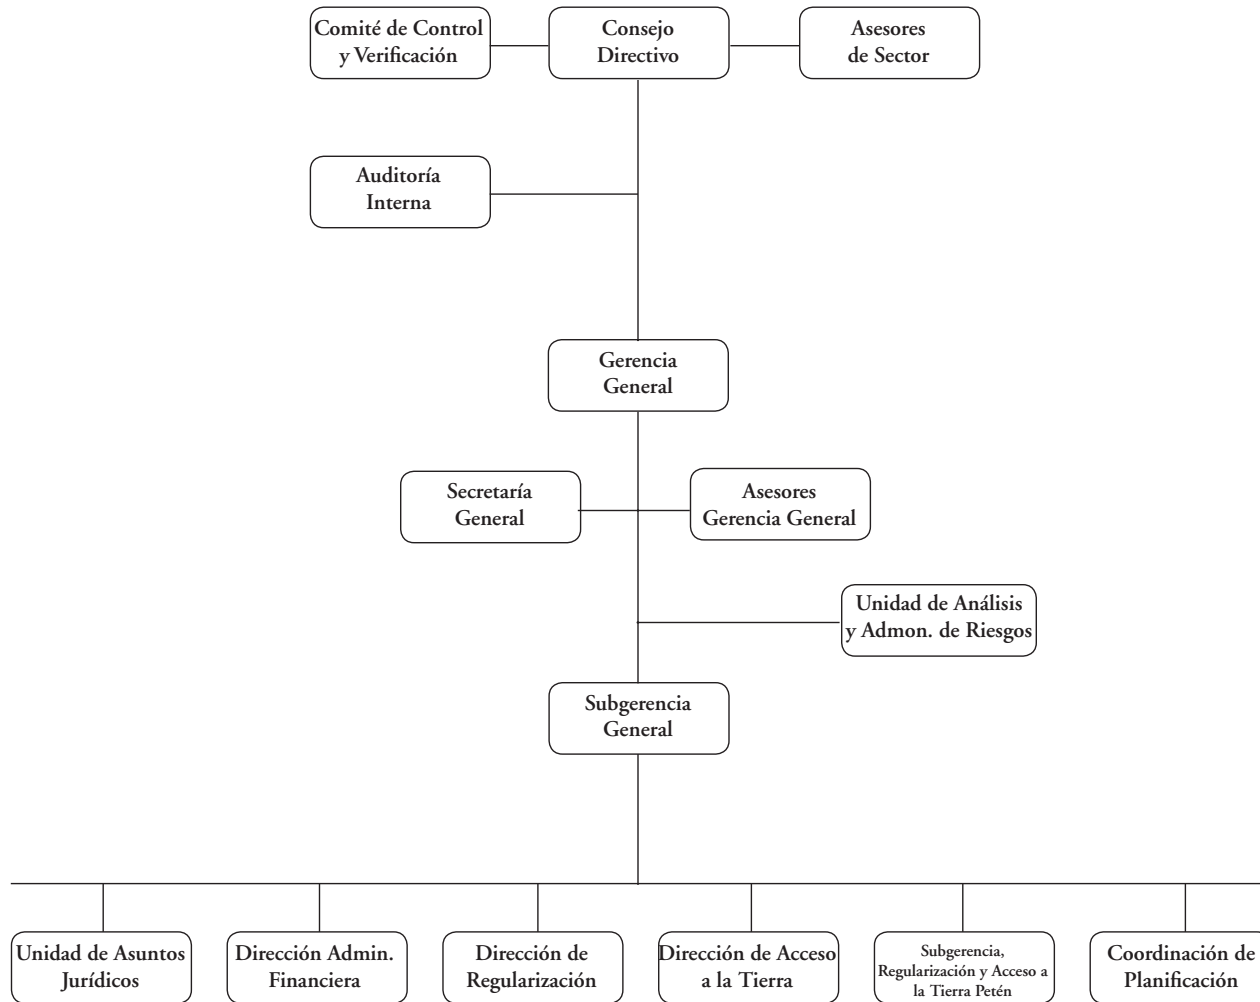 Comité de Control
y Verificación
Consejo
Directivo
Asesores
de Sector
Auditoría
Interna
Gerencia
General
Secretaría
General
Asesores
Gerencia General
Unidad de Análisis
y Admon. de Riesgos
Subgerencia
General
Unidad de Asuntos
Jurídicos
Dirección Admin.
Financiera
Dirección de
Regularización
Dirección de Acceso
a la Tierra
Subgerencia,
Regularización y Acceso a
la Tierra Petén
Coordinación de
Planificación